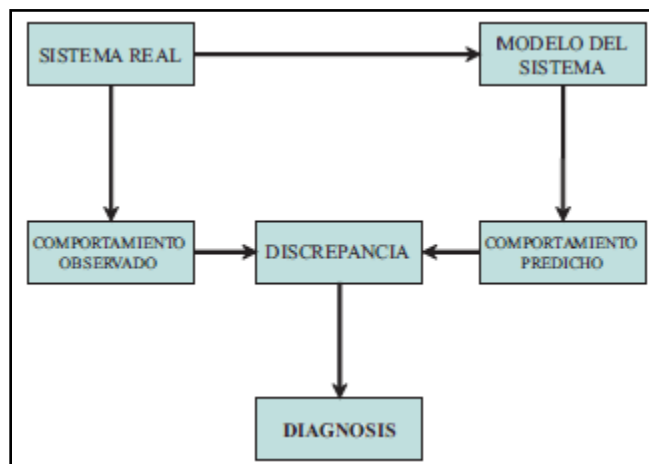 SISTEMA REAL
MODELO DEL
SISTEMA
COMPORTAMIENTO
OBSERVADO
DISCREPANCIA
COMPORTAMIENTO
PREDICHO
DIAGNOSIS